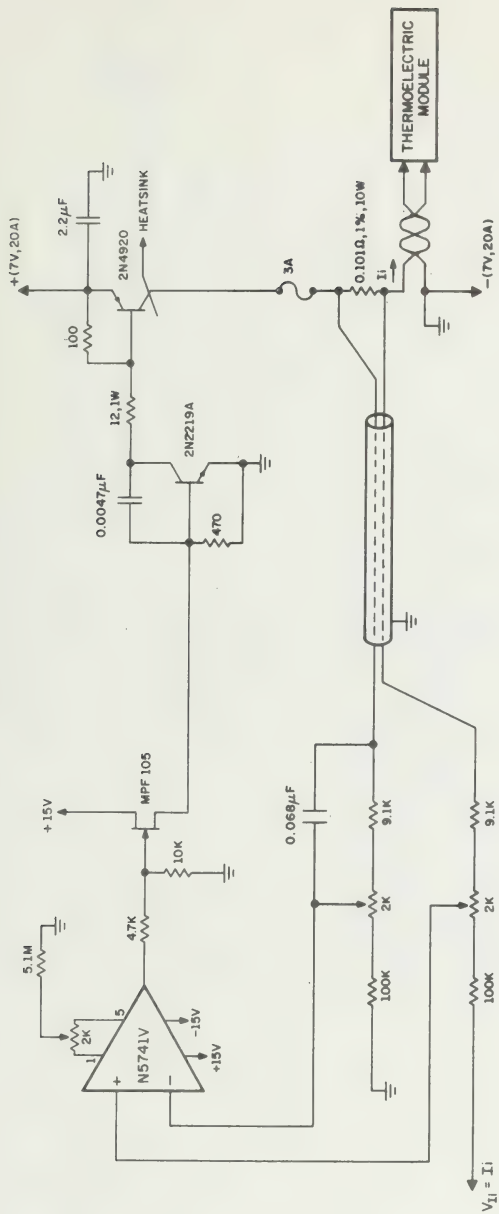 +(7V,20A)
2.2µF
100
2N4920
HEATSINK
12,1W
0.0047µF
2N2219A
470
3A
0.101Ω,1%,10W
Ii
THERMOELECTRIC
MODULE
-(7V,20A)
+15V
MPF 105
10K
4.7K
5.1M
2K
1
5
N5741V
+
-
+15V
-15V
0.068µF
100K
2K
9.1K
100K
2K
9.1K
VIi = Ii